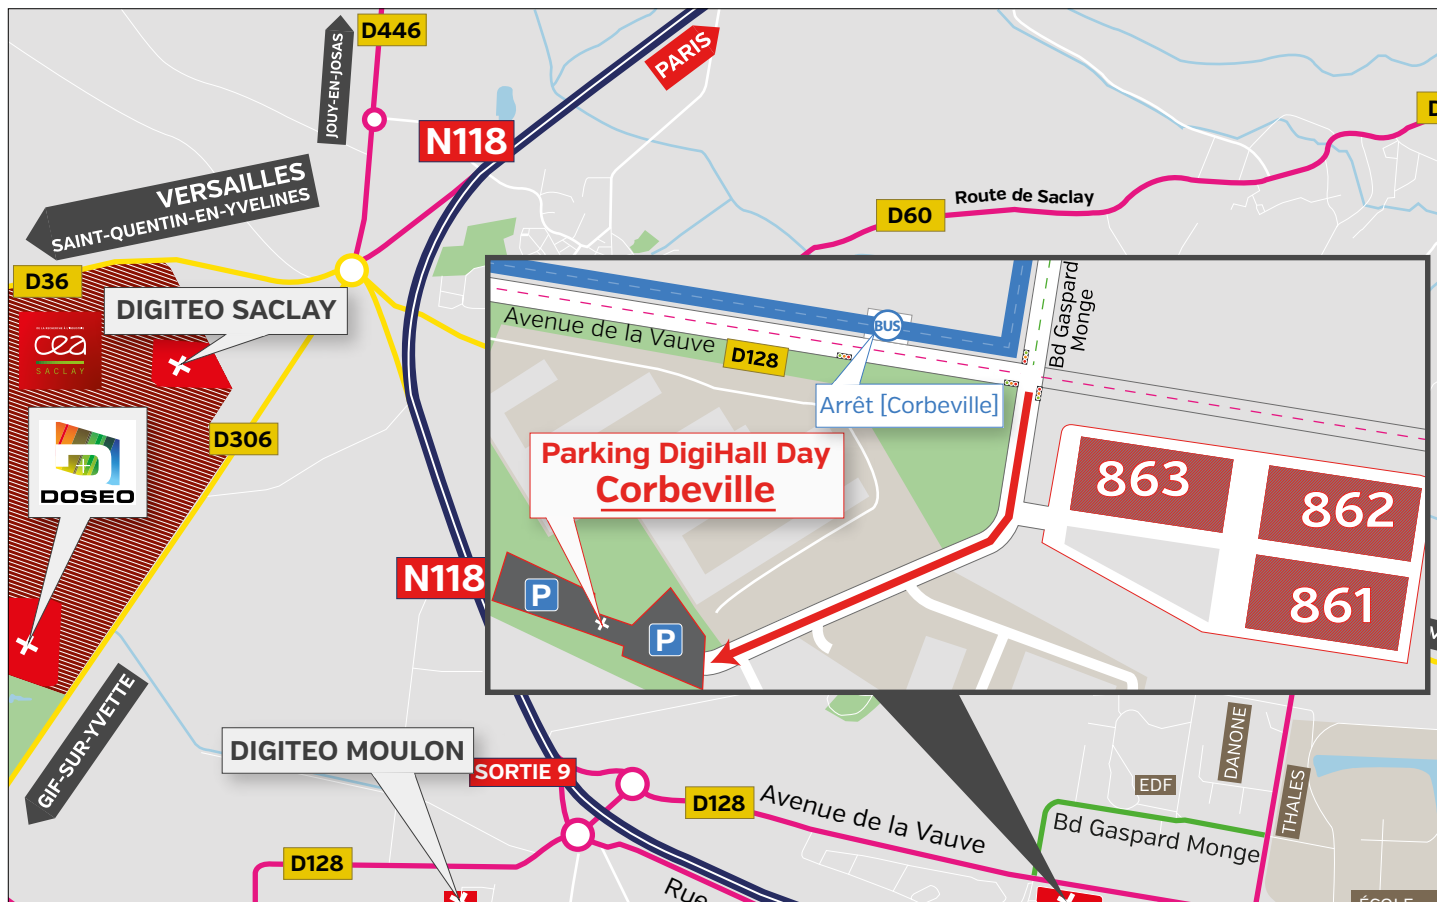 D446
JOUY-EN-JOSAS
PARIS
N118
VERSAILLES
SAINT-QUENTIN-EN-YVELINES
Route de Saclay
D60
D
D36
DIGITEO SACLAY
cea
SACLAY
D306
DOSEO
Avenue de la Vauve
D128
BUS
Bd Gaspard
Monge
Arrêt [Corbeville]
Parking DigiHall Day
Corbeville
863
862
861
P
P
N118
GIF-SUR-YVETTE
DIGITEO MOULON
SORTIE 9
D128
Avenue de la Vauve
EDF
DANONE
THALES
Bd Gaspard Monge
D128
Rue
ÉCOLE